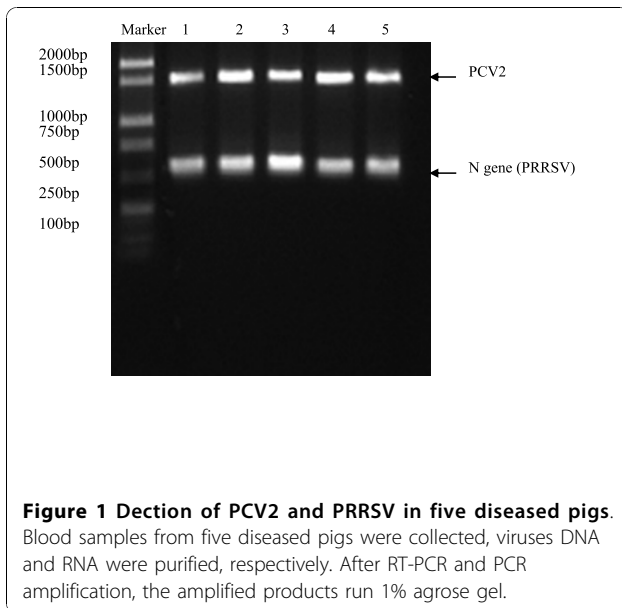 Marker 1 2 3 4 5
2000bp
1500bp
PCV2
1000bp
750bp
500bp
N gene (PRRSV)
250bp
100bp
Figure 1 Dection of PCV2 and PRRSV in five diseased pigs.
Blood samples from five diseased pigs were collected, viruses DNA
and RNA were purified, respectively. After RT-PCR and PCR
amplification, the amplified products run 1% agrose gel.